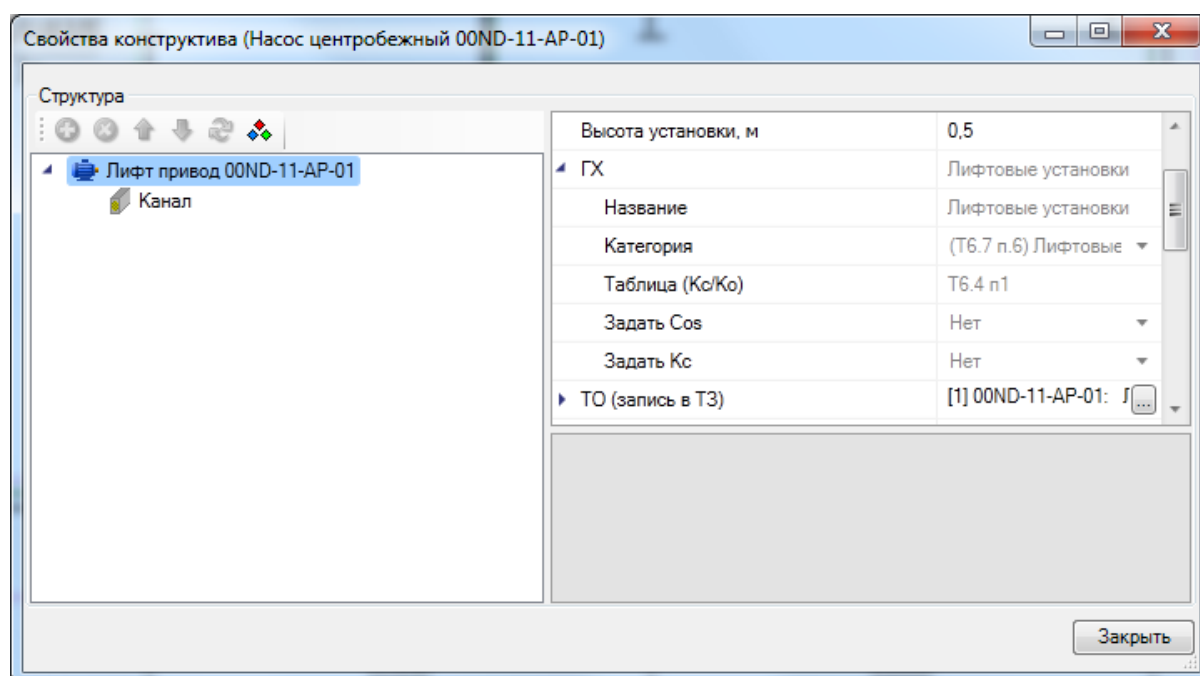 Свойства конструктива (Насос центробежный 00ND-11-AP-01)
Структура
Лифт привод 00ND-11-AP-01
Канал
Высота установки, м 0,5
ГХ Лифтовые установки
Название Лифтовые установки
Категория (Т6.7 п.6) Лифтовые
Таблица (Кс/Ко) Т6.4 п1
Задать Cos Нет
Задать Кс Нет
ТО (запись в ТЗ) [1] 00ND-11-AP-01: ...
Закрыть